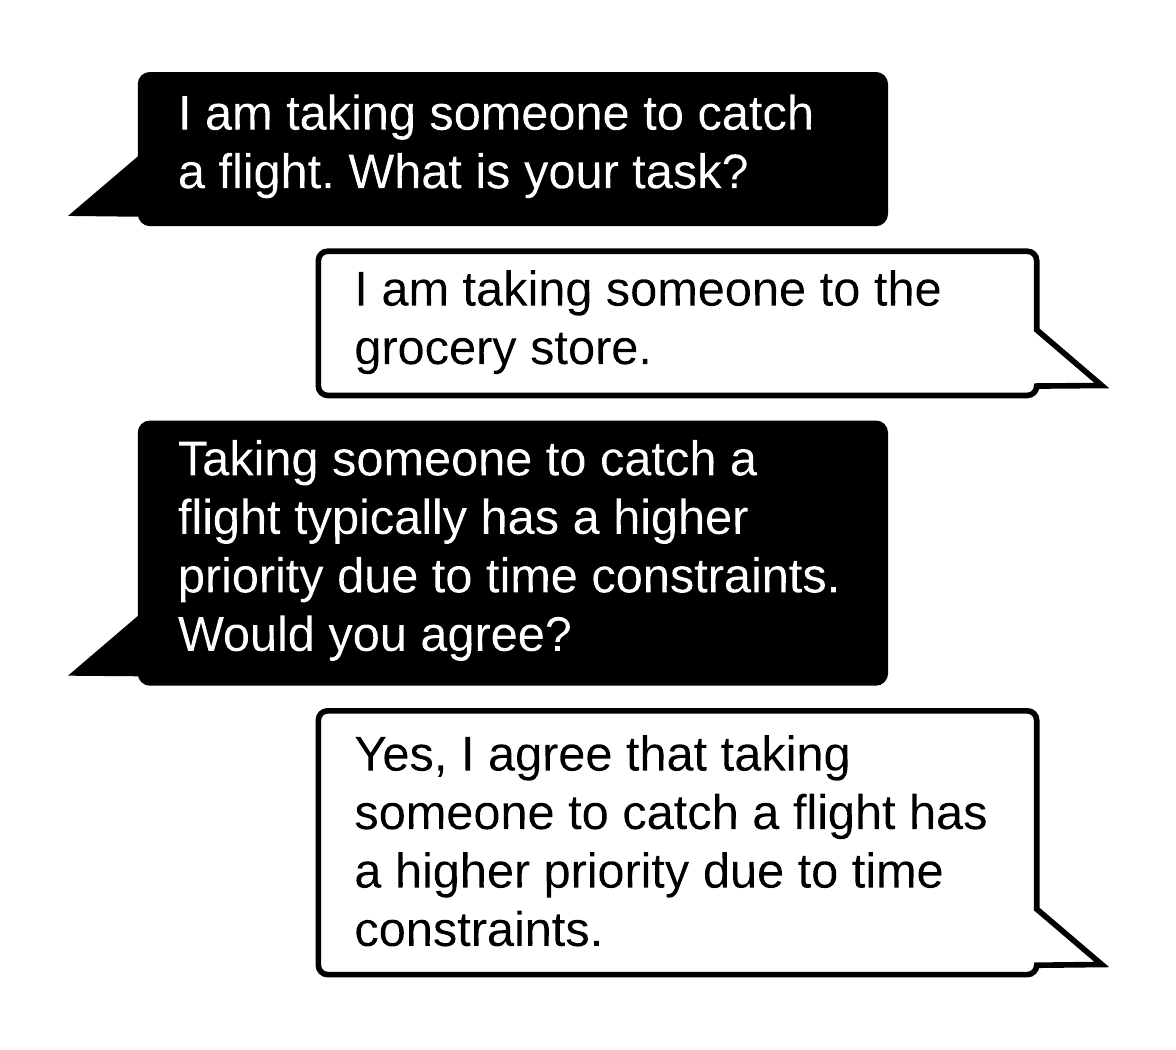 I am taking someone to catch
a flight. What is your task?
I am taking someone to the
grocery store.
Taking someone to catch a
flight typically has a higher
priority due to time constraints.
Would you agree?
Yes, I agree that taking
someone to catch a flight has
a higher priority due to time
constraints.